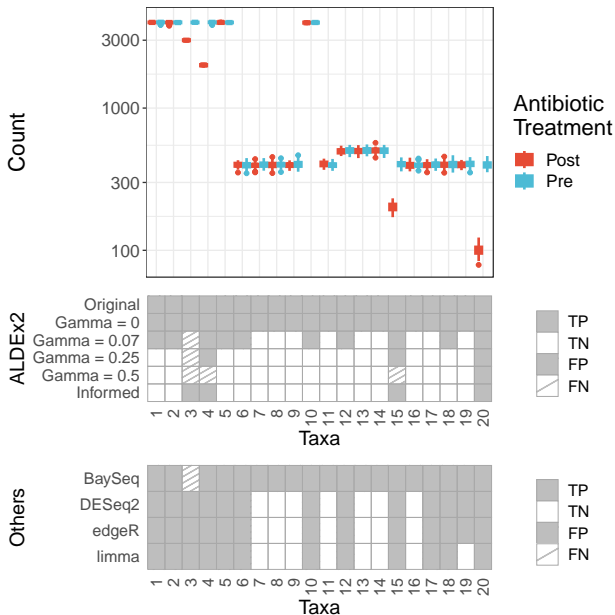 Count
3000
1000
300
100
Antibiotic
Treatment
Post
Pre
ALDEx2
Original
Gamma = 0
Gamma = 0.07
Gamma = 0.25
Gamma = 0.5
Informed
1 2 3 4 5 6 7 8 9 10 11 12 13 14 15 16 17 18 19 20
Taxa
TP
TN
FP
FN
Others
BaySeq
DESeq2
edgeR
limma
1 2 3 4 5 6 7 8 9 10 11 12 13 14 15 16 17 18 19 20
Taxa
TP
TN
FP
FN